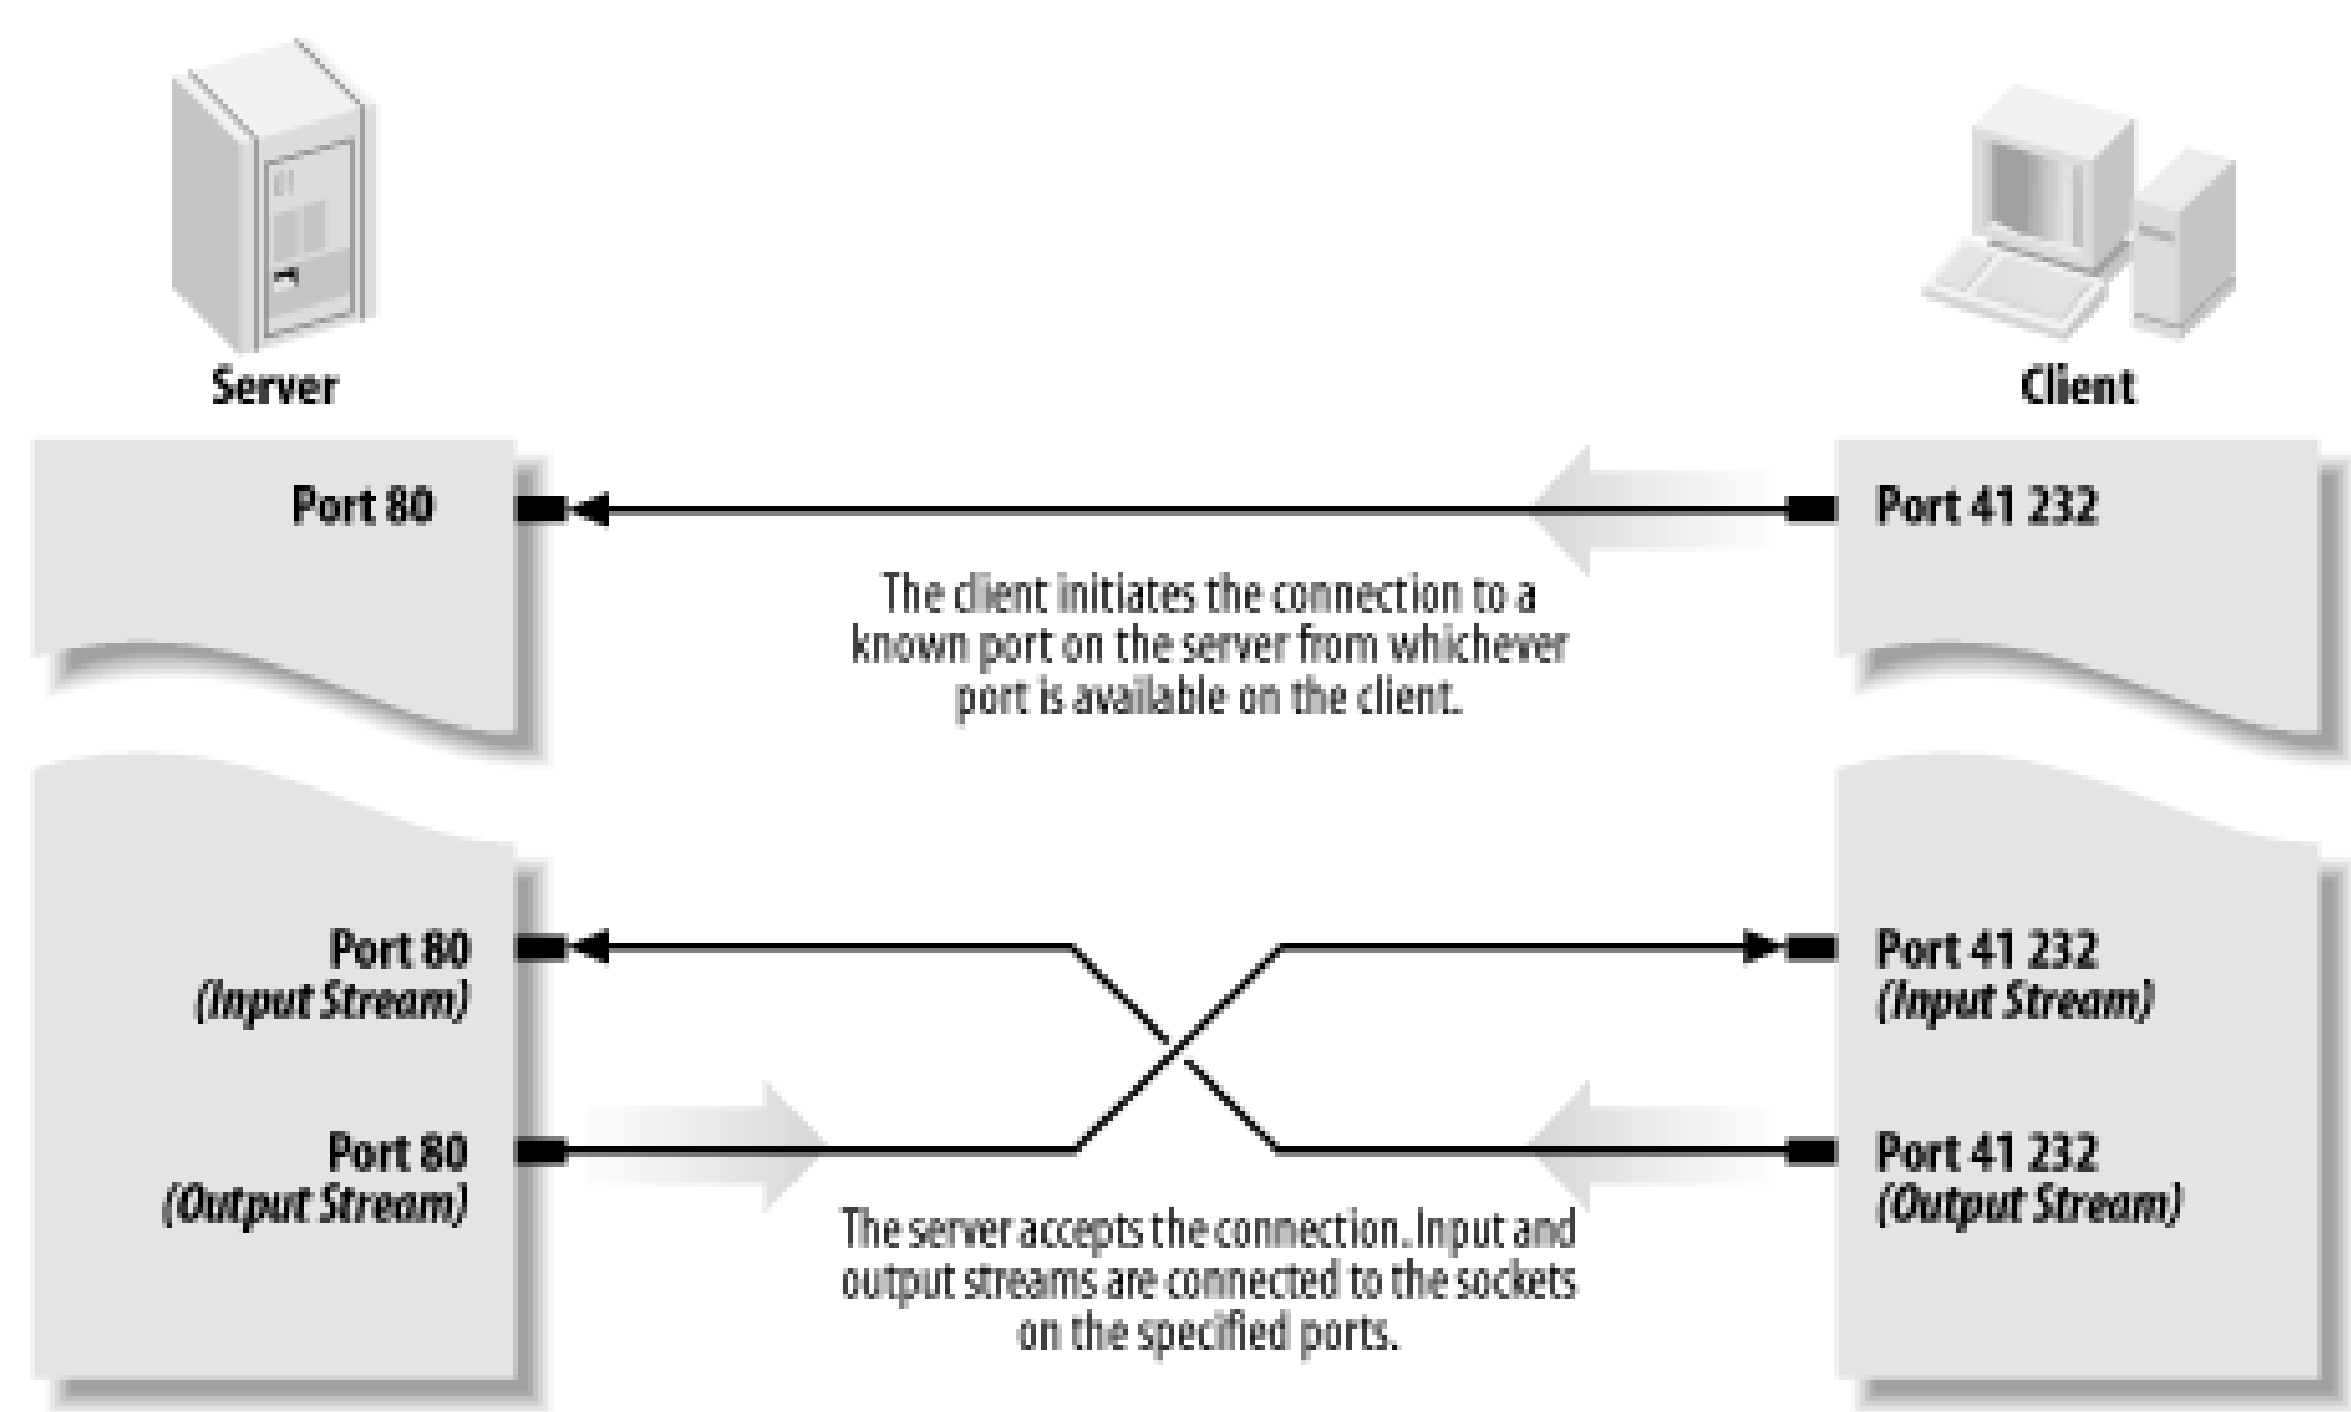 Server
Client
Port 80
Port 41 232
The client initiates the connection to a
known port on the server from whichever
port is available on the client.
Port 80
(Input Stream)
Port 41 232
(Input Stream)
Port 80
(Output Stream)
Port 41 232
(Output Stream)
The server accepts the connection. Input and
output streams are connected to the sockets
on the specified ports.